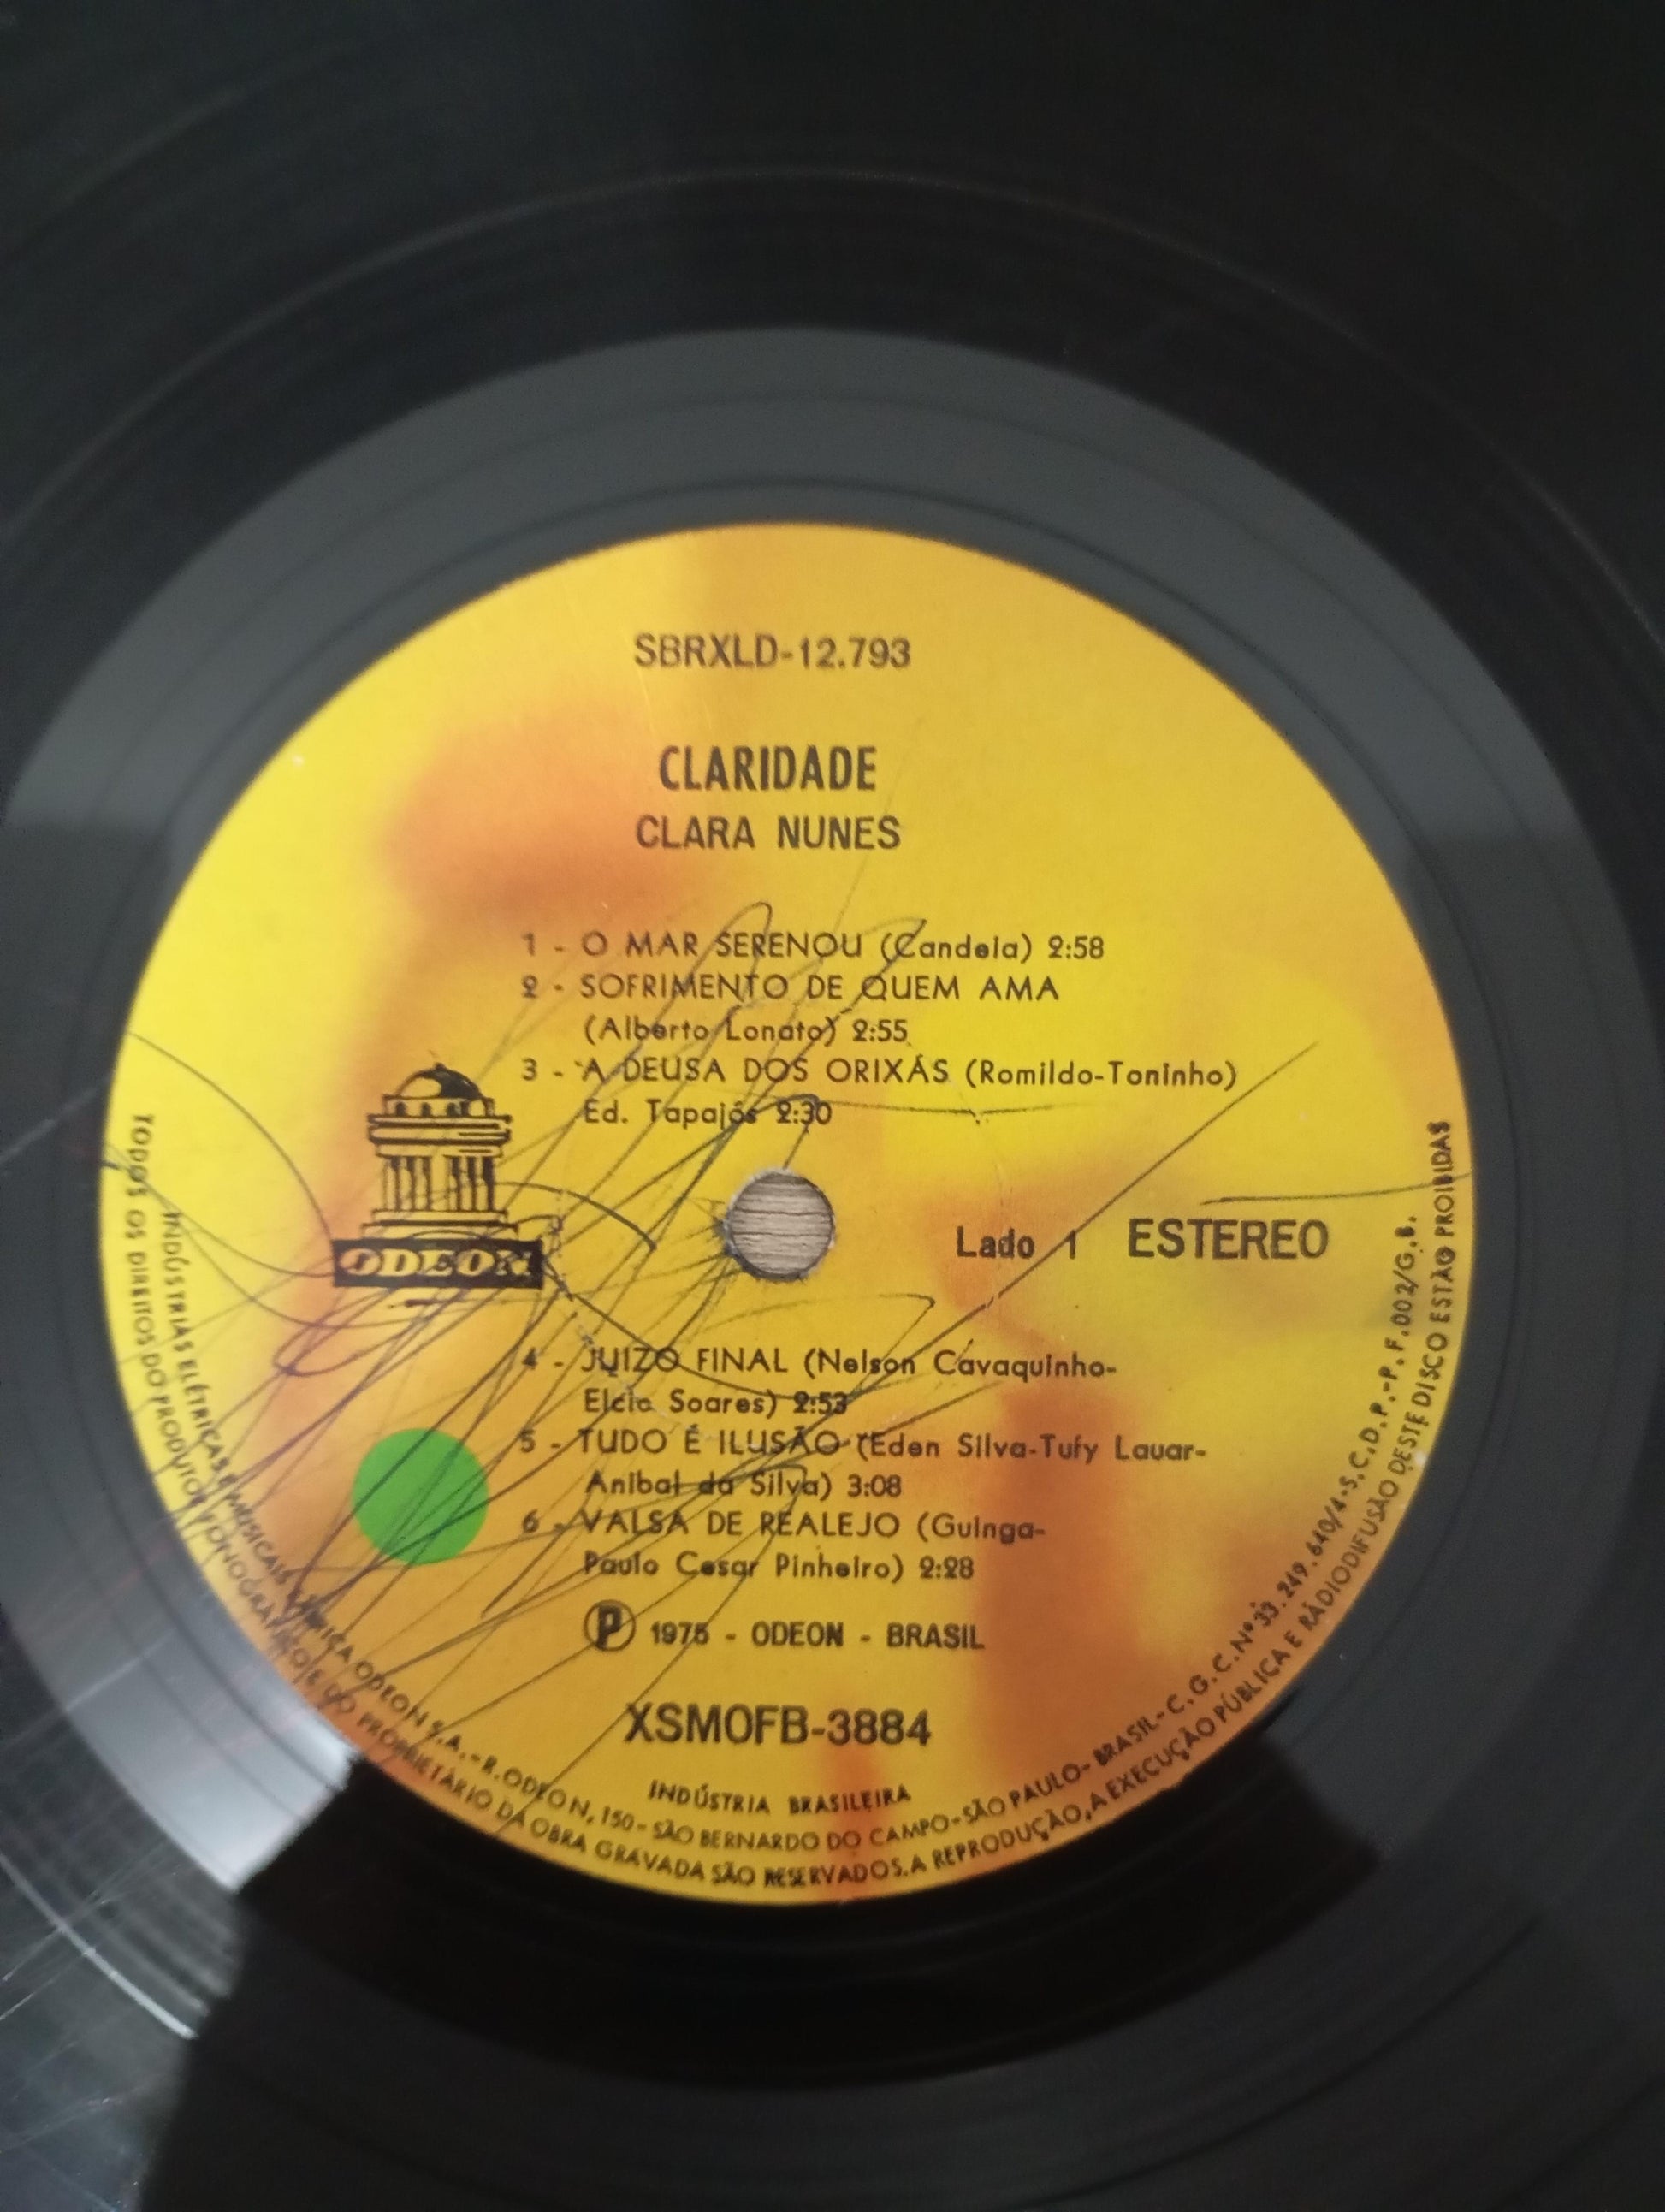 SBRXLD-12.793
CLARIDADE
CLARA NUNES
1 - O MAR SERENOU (Candeia) 2:58
2 - SOFRIMENTO DE QUEM AMA
(Alberto Lonato) 2:55
3 - A DEUSA DOS ORIXÁS (Romildo-Toninho)
Ed. Tapajós 2:30
ODEON
Lado 1 ESTEREO
4 - JUIZO FINAL (Nelson Cavaquinho-
Elcio Soares) 2:53
5 - TUDO É ILUSÃO (Eden Silva-Tufy Lauar-
Anibal da Silva) 3:08
6 - VALSA DE REALEJO (Guinga-
Paulo Cesar Pinheiro) 2:28
Ⓟ 1975 - ODEON - BRASIL
XSMOFB-3884
INDÚSTRIA BRASILEIRA
INDÚSTRIAS ELÉTRICAS E MUSICAIS FÁBRICA ODEON S.A.-R.ODEON, 150-SÃO BERNARDO DO CAMPO-SÃO PAULO-BRASIL-C.G.C.Nº.33.249.640/4-S.C.D.P.-P.F.002/G.B.
TODOS OS DIREITOS DO PRODUTOR FONOGRÁFICO E DO PROPRIETÁRIO DA OBRA GRAVADA SÃO RESERVADOS. A REPRODUÇÃO, A EXECUÇÃO PÚBLICA E RÁDIODIFUSÃO DESTE DISCO ESTÃO PROIBIDAS